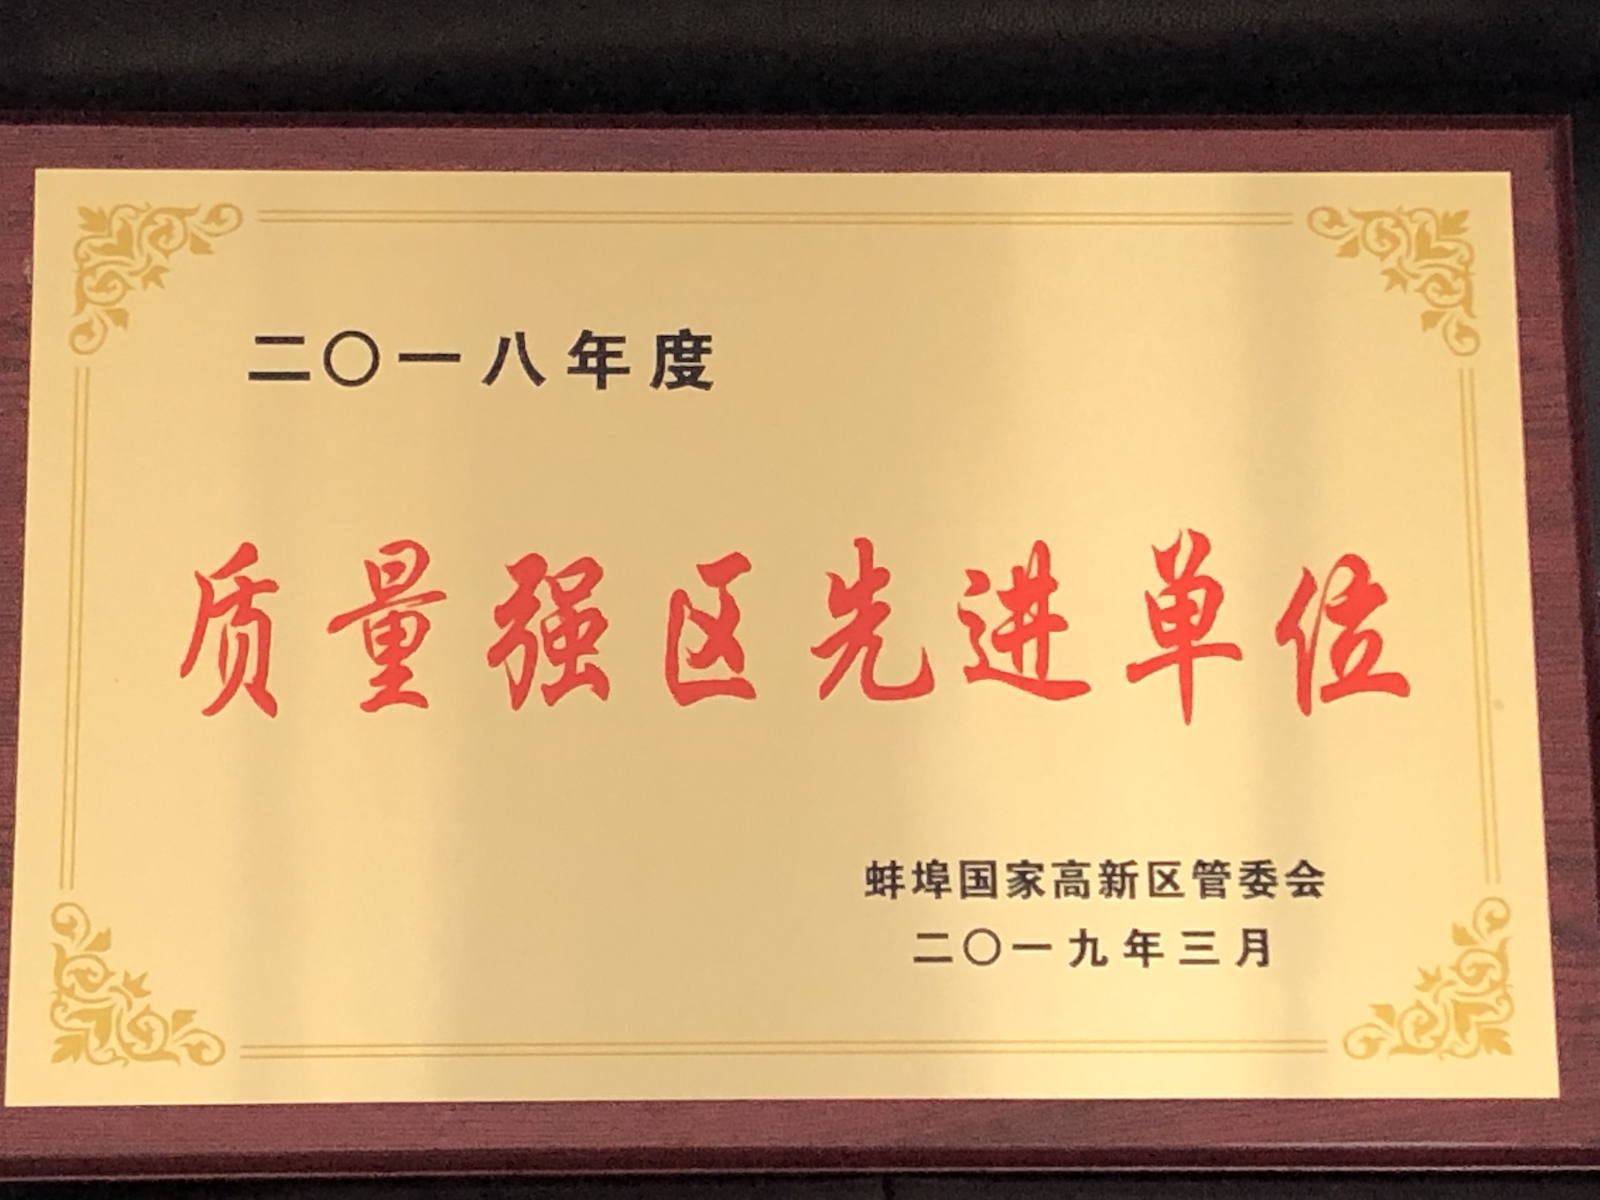 二〇一八年度
质量强区先进单位
蚌埠国家高新区管委会
二〇一九年三月